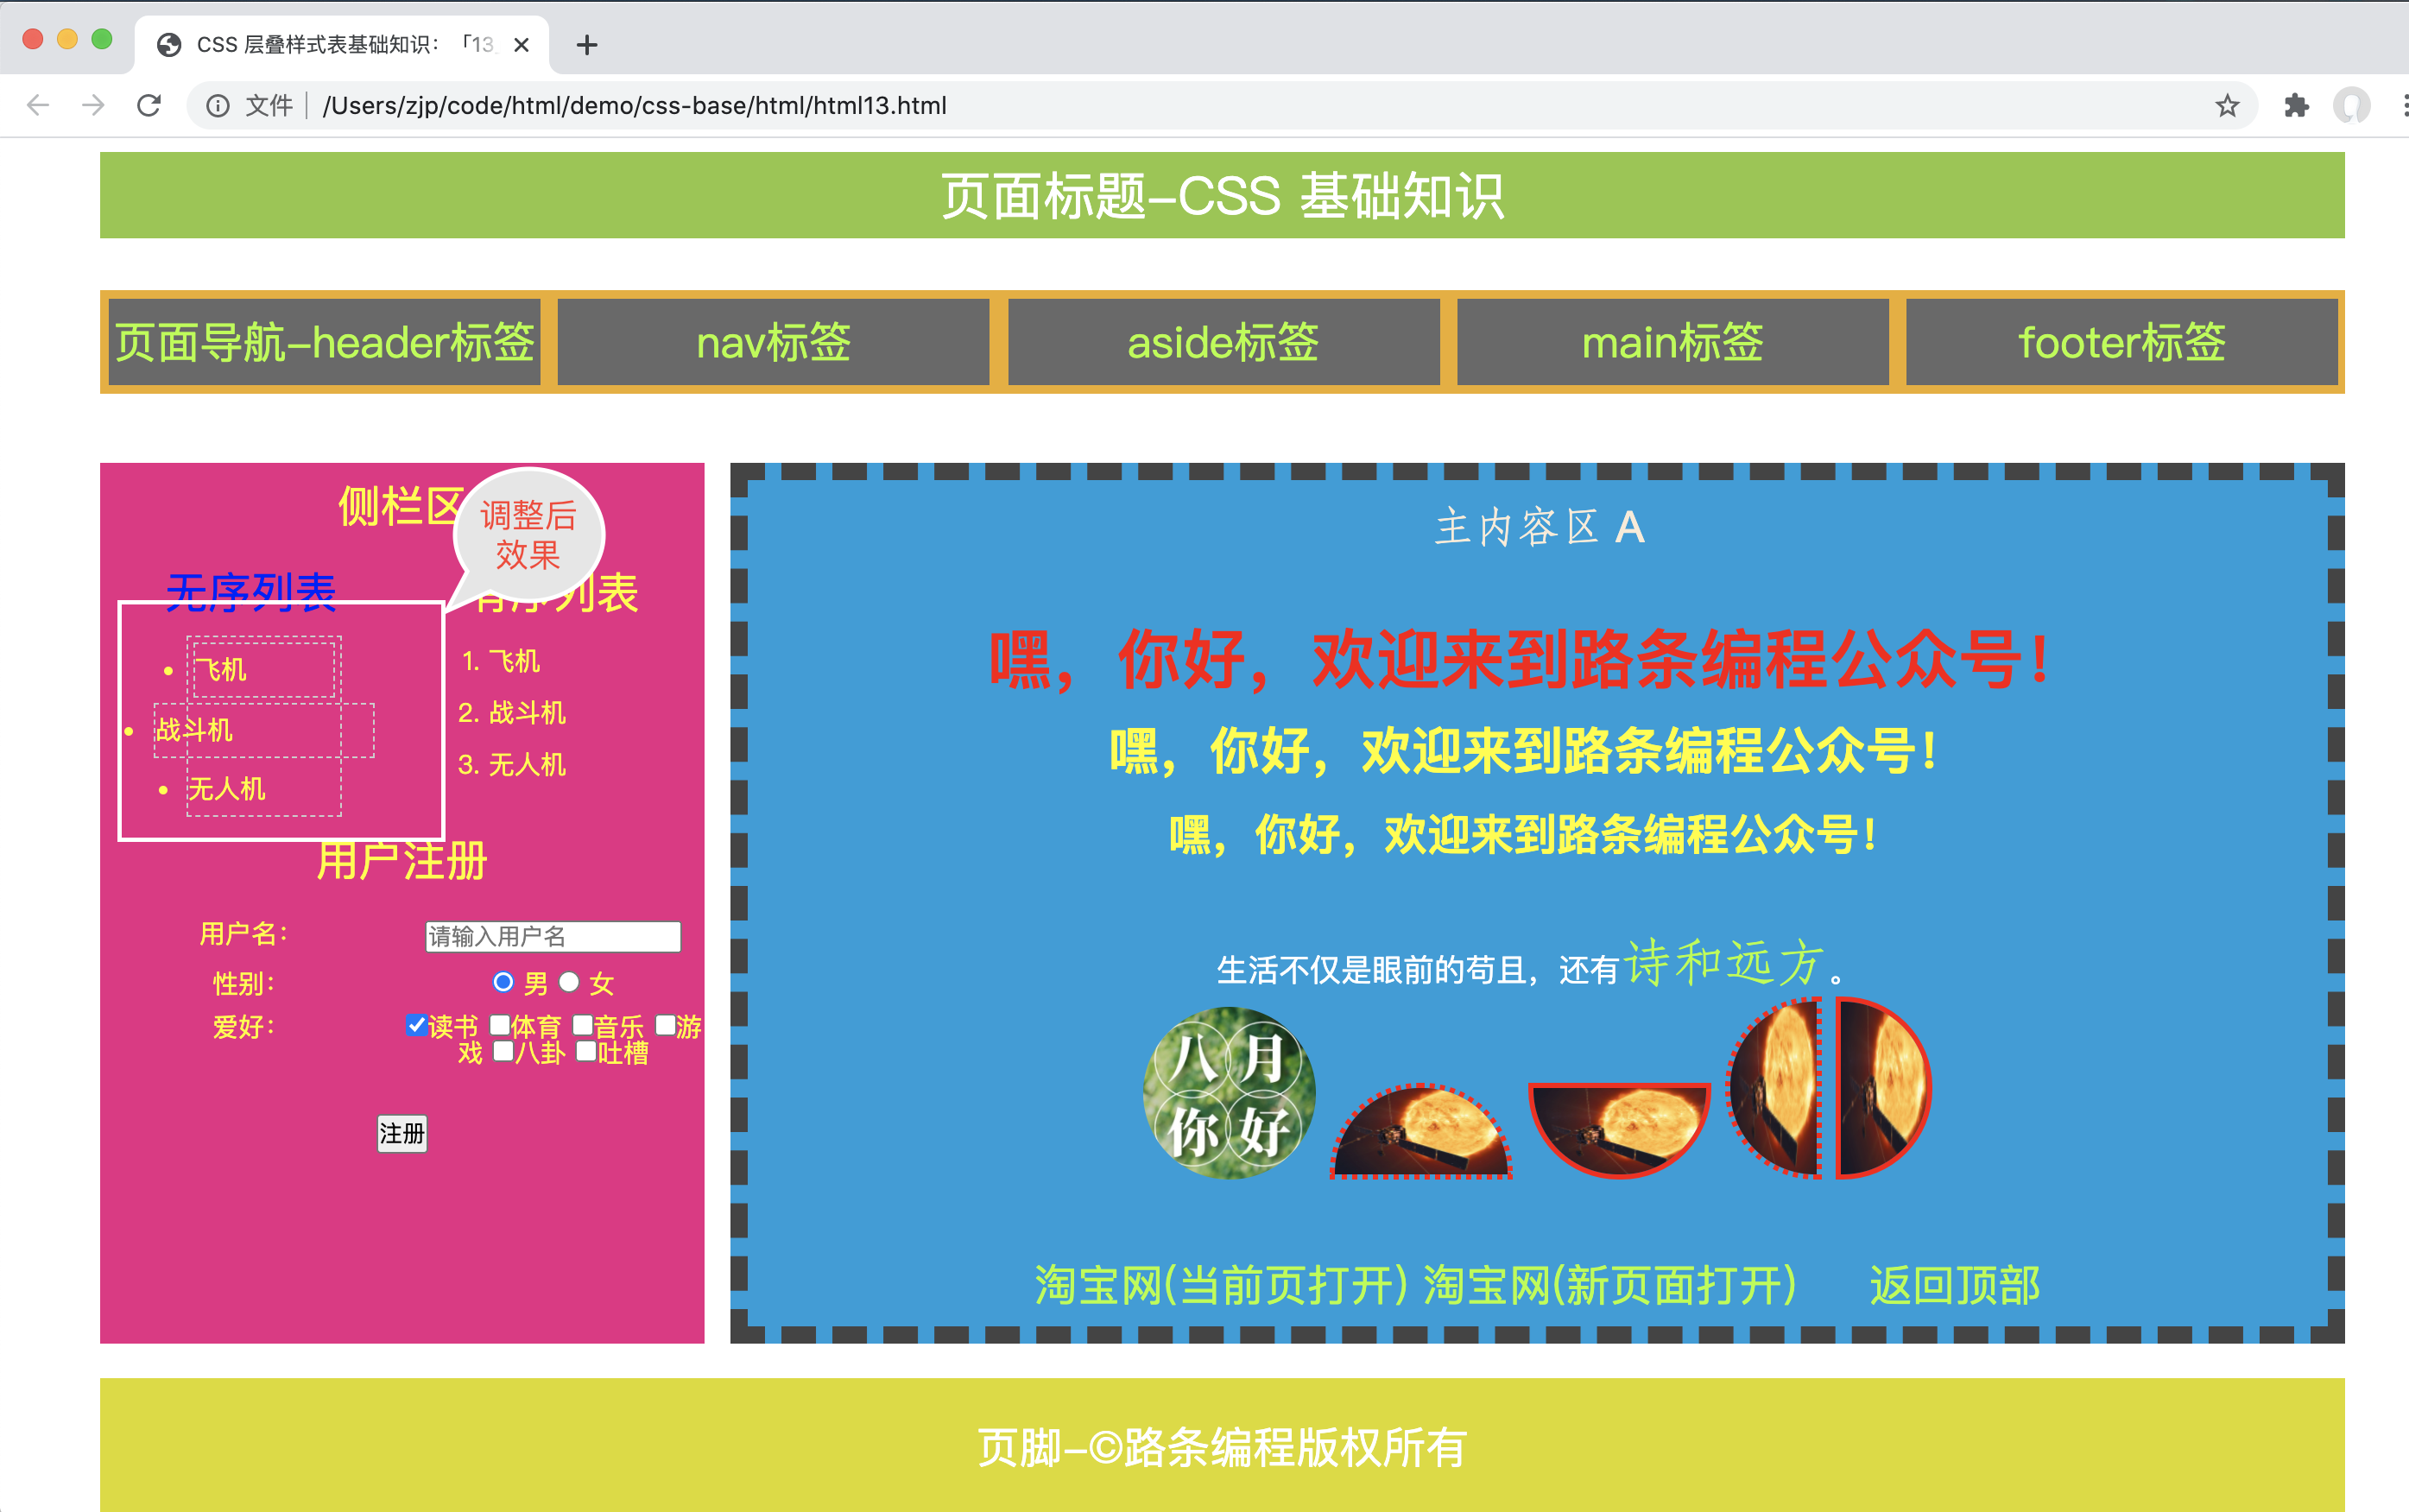 CSS 层叠样式表基础知识：「13
文件 | /Users/zjp/code/html/demo/css-base/html/html13.html
页面标题-CSS 基础知识
页面导航-header标签 nav标签 aside标签 main标签 footer标签
侧栏区
调整后
效果
无序列表
有序列表
飞机
战斗机
无人机
1. 飞机
2. 战斗机
3. 无人机
用户注册
用户名： 请输入用户名
性别： 男 女
爱好： 读书 体育 音乐 游
戏 八卦 吐槽
注册
主内容区 A
嘿，你好，欢迎来到路条编程公众号！
嘿，你好，欢迎来到路条编程公众号！
嘿，你好，欢迎来到路条编程公众号！
生活不仅是眼前的苟且，还有诗和远方。
八月
你好
淘宝网(当前页打开) 淘宝网(新页面打开) 返回顶部
页脚-©路条编程版权所有